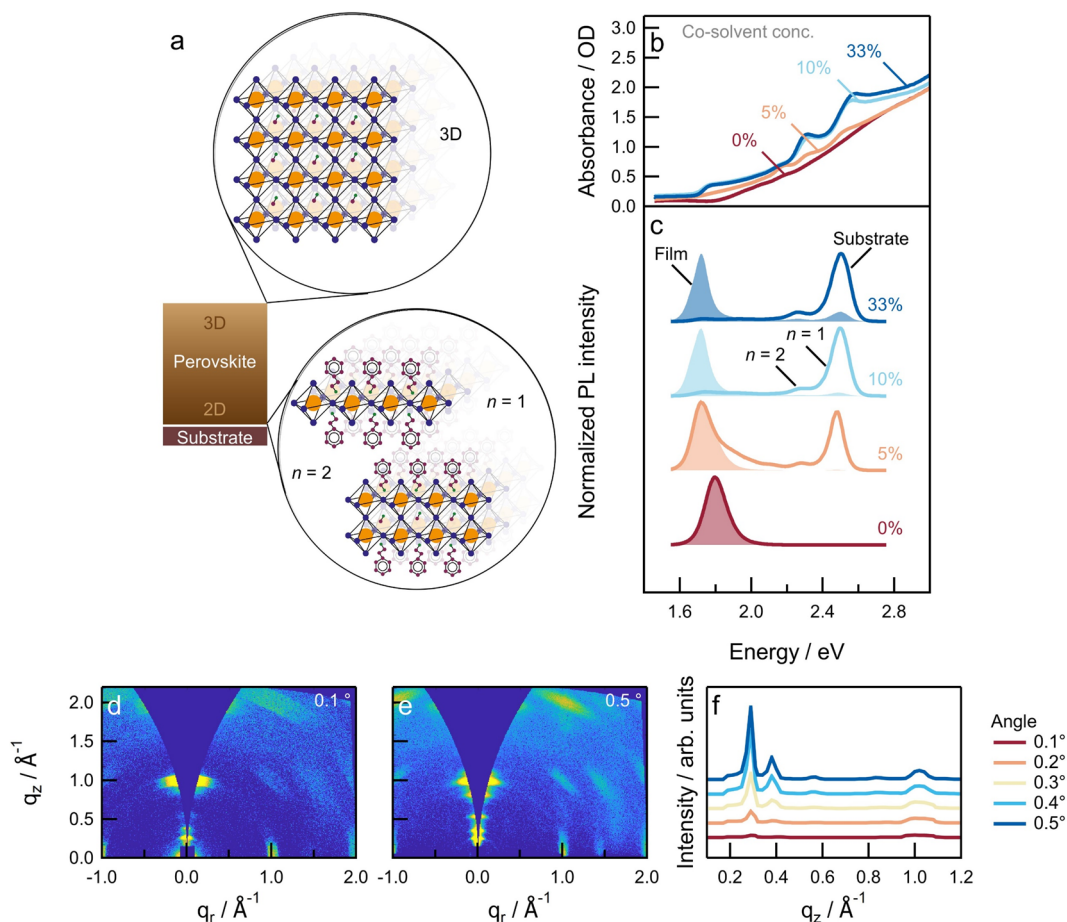 a
3D
3D
Perovskite
2D
Substrate
n = 1
n = 2
b
Co-solvent conc.
33%
10%
5%
0%
Absorbance / OD
3.0
2.5
2.0
1.5
1.0
0.5
0.0
c
Film
Substrate
33%
n = 1
n = 2
10%
5%
0%
Normalized PL intensity
1.6 2.0 2.4 2.8
Energy / eV
d
0.1 °
qz / Å-1
2.0
1.5
1.0
0.5
0.0
-1.0 0.0 1.0 2.0
qr / Å-1
e
0.5 °
-1.0 0.0 1.0 2.0
qr / Å-1
f
Intensity / arb. units
0.2 0.4 0.6 0.8 1.0 1.2
qz / Å-1
Angle
0.1°
0.2°
0.3°
0.4°
0.5°